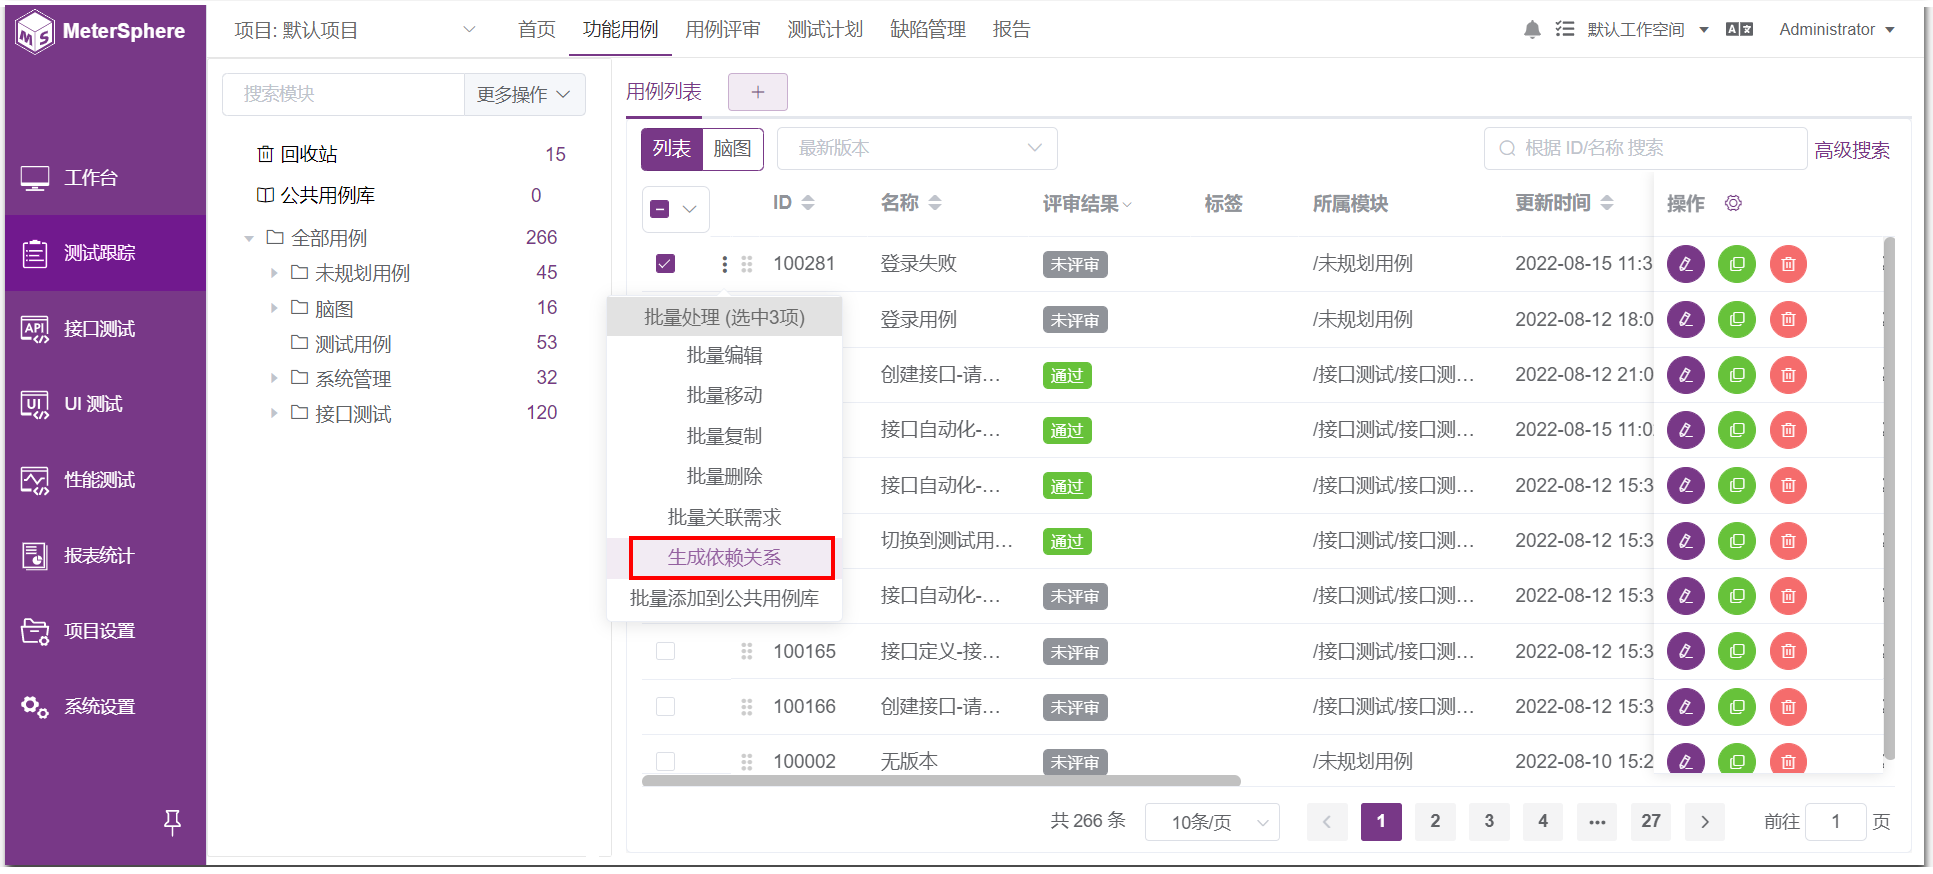 MeterSphere
项目: 默认项目
首页
功能用例
用例评审
测试计划
缺陷管理
报告
默认工作空间
Administrator
工作台
测试跟踪
接口测试
UI 测试
性能测试
报表统计
项目设置
系统设置
搜索模块
更多操作
回收站 15
公共用例库 0
全部用例 266
未规划用例 45
脑图 16
测试用例 53
系统管理 32
接口测试 120
用例列表
+
列表 脑图
最新版本
根据 ID/名称 搜索
高级搜索
ID 名称 评审结果 标签 所属模块 更新时间 操作
100281 登录失败 未评审 /未规划用例 2022-08-15 11:3
登录用例 未评审 /未规划用例 2022-08-12 18:0
创建接口-请... 通过 /接口测试/接口测... 2022-08-12 21:0
接口自动化-... 通过 /接口测试/接口测... 2022-08-15 11:0
接口自动化-... 通过 /接口测试/接口测... 2022-08-12 15:3
切换到测试用... 通过 /接口测试/接口测... 2022-08-12 15:3
接口自动化-... 未评审 /接口测试/接口测... 2022-08-12 15:3
100165 接口定义-接... 未评审 /接口测试/接口测... 2022-08-12 15:3
100166 创建接口-请... 未评审 /接口测试/接口测... 2022-08-12 15:3
100002 无版本 未评审 /未规划用例 2022-08-10 15:2
批量处理 (选中3项)
批量编辑
批量移动
批量复制
批量删除
批量关联需求
生成依赖关系
批量添加到公共用例库
共 266 条
10条/页
1 2 3 4 ... 27
前往 1 页